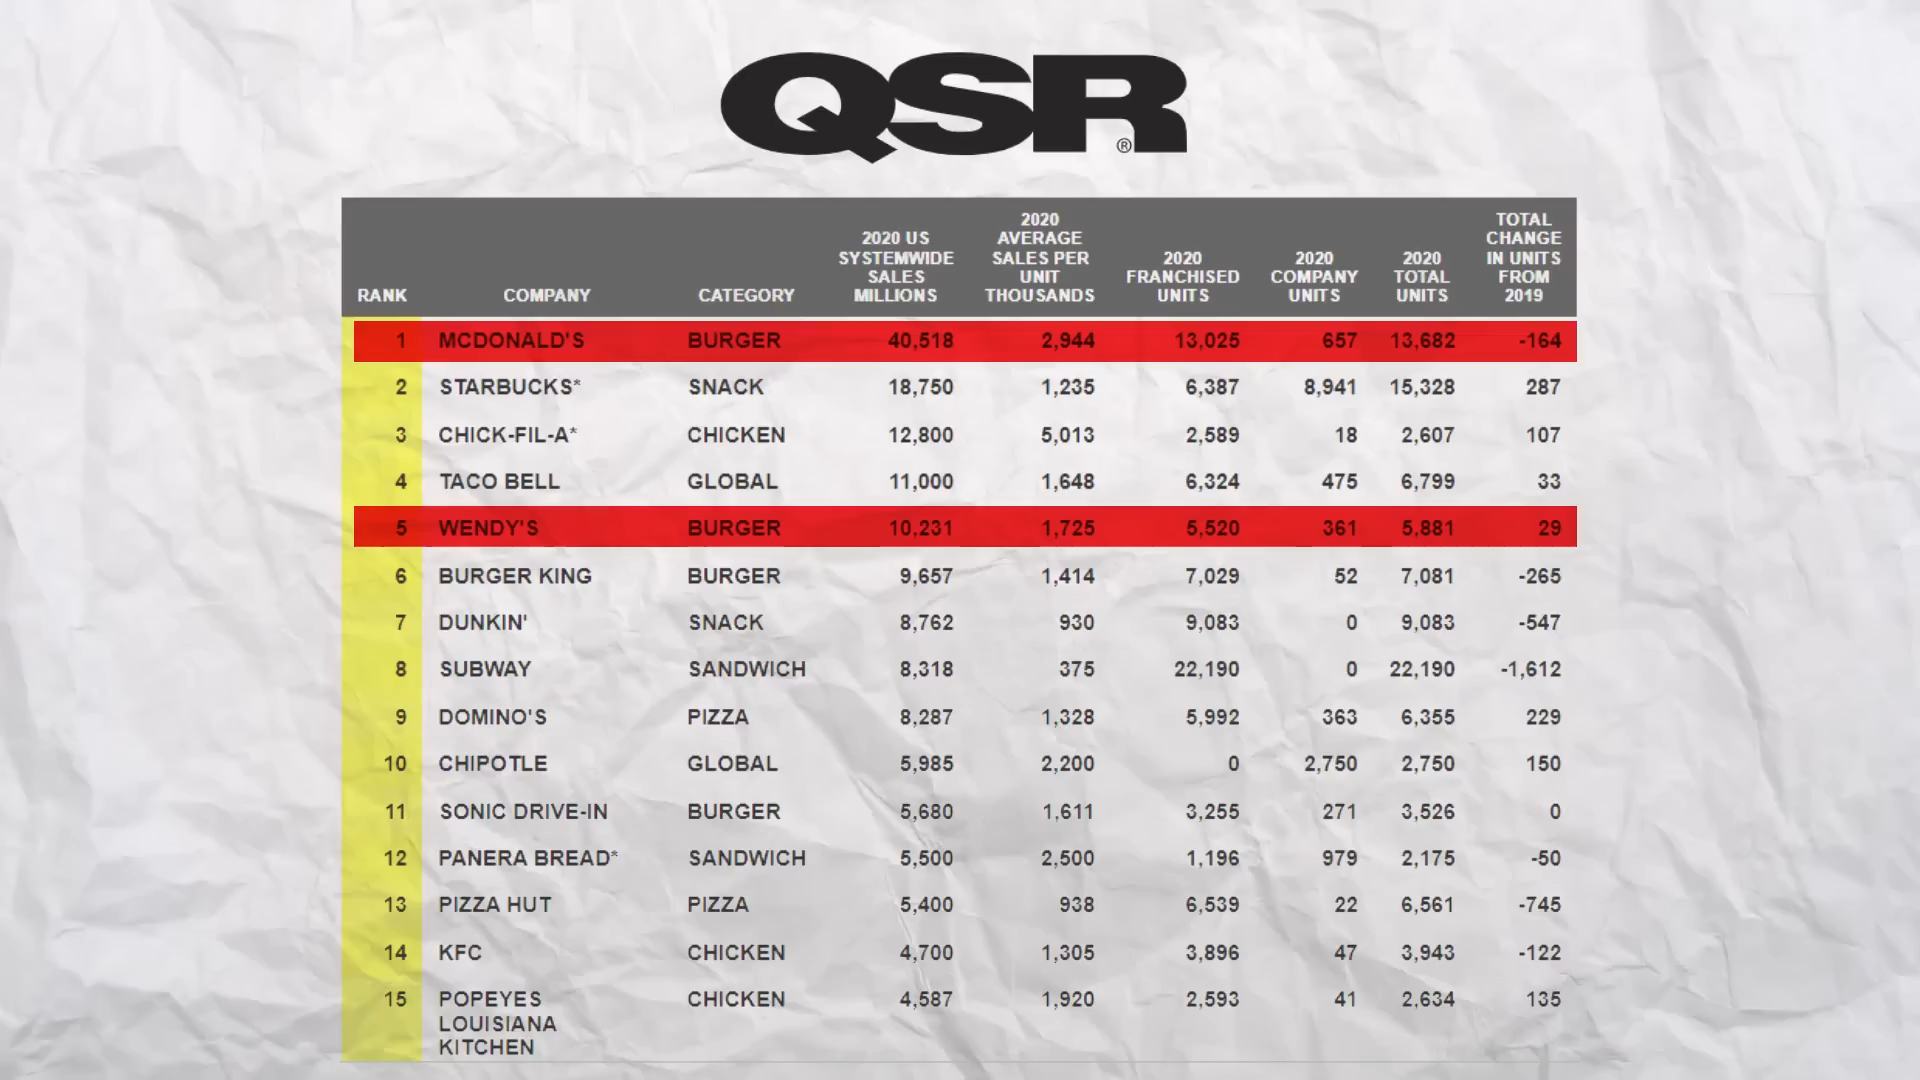 QSR®
RANK COMPANY CATEGORY 2020 US SYSTEMWIDE SALES MILLIONS 2020 AVERAGE SALES PER UNIT THOUSANDS 2020 FRANCHISED UNITS 2020 COMPANY UNITS 2020 TOTAL UNITS TOTAL CHANGE IN UNITS FROM 2019
1 MCDONALD'S BURGER 40,518 2,944 13,025 657 13,682 -164
2 STARBUCKS* SNACK 18,750 1,235 6,387 8,941 15,328 287
3 CHICK-FIL-A* CHICKEN 12,800 5,013 2,589 18 2,607 107
4 TACO BELL GLOBAL 11,000 1,648 6,324 475 6,799 33
5 WENDY'S BURGER 10,231 1,725 5,520 361 5,881 29
6 BURGER KING BURGER 9,657 1,414 7,029 52 7,081 -265
7 DUNKIN' SNACK 8,762 930 9,083 0 9,083 -547
8 SUBWAY SANDWICH 8,318 375 22,190 0 22,190 -1,612
9 DOMINO'S PIZZA 8,287 1,328 5,992 363 6,355 229
10 CHIPOTLE GLOBAL 5,985 2,200 0 2,750 2,750 150
11 SONIC DRIVE-IN BURGER 5,680 1,611 3,255 271 3,526 0
12 PANERA BREAD* SANDWICH 5,500 2,500 1,196 979 2,175 -50
13 PIZZA HUT PIZZA 5,400 938 6,539 22 6,561 -745
14 KFC CHICKEN 4,700 1,305 3,896 47 3,943 -122
15 POPEYES LOUISIANA KITCHEN CHICKEN 4,587 1,920 2,593 41 2,634 135